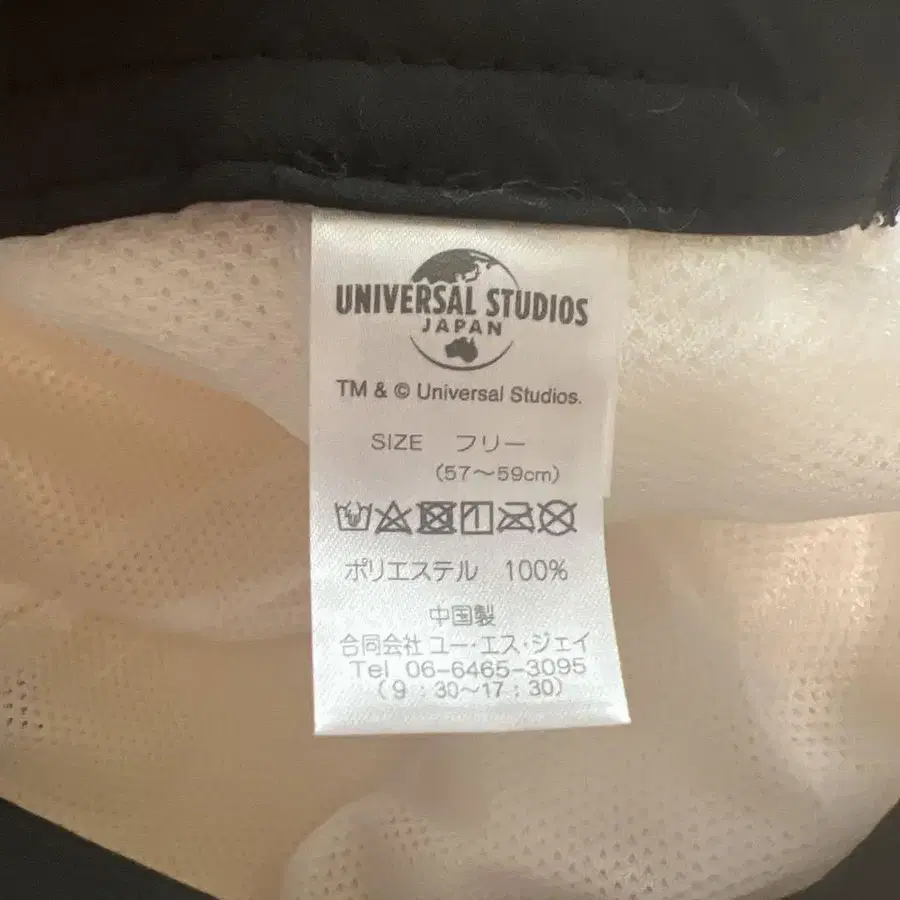 UNIVERSAL STUDIOS
JAPAN
TM & © Universal Studios.
SIZE フリー
(57～59cm)
ポリエステル 100%
中国製
合同会社 ユー・エス・ジェイ
Tel 06-6465-3095
(9:30～17:30)